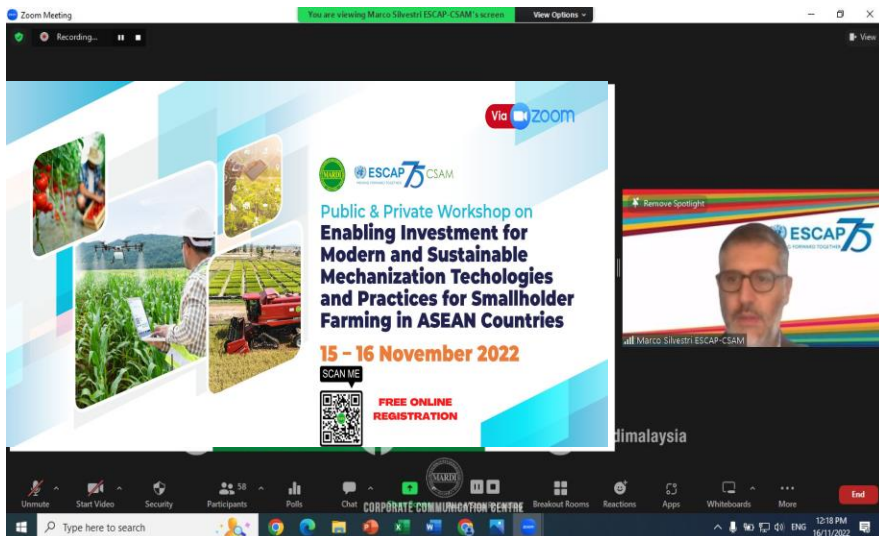 Zoom Meeting
You are viewing Marco Silvestri ESCAP-CSAM's screen
View Options
Recording...
View
Via zoom
MARDI
ESCAP 75 CSAM
Public & Private Workshop on
Enabling Investment for
Modern and Sustainable
Mechanization Techologies
and Practices for Smallholder
Farming in ASEAN Countries
15 – 16 November 2022
SCAN ME
FREE ONLINE
REGISTRATION
Remove Spotlight
ESCAP 75
Marco Silvestri ESCAP-CSAM
dimalaysia
MARDI
Unmute
Start Video
Security
58
Participants
Polls
Chat
CORPORATE COMMUNICATION CENTRE
Breakout Rooms
Reactions
Apps
Whiteboards
More
End
Type here to search
ENG
12:18 PM
16/11/2022